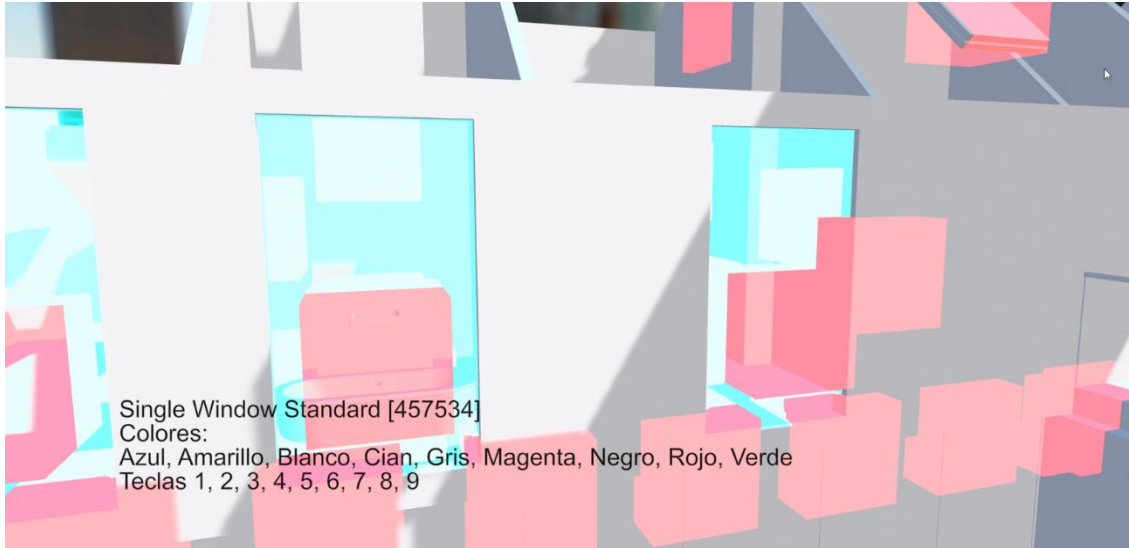 Single Window Standard [457534]
Colores:
Azul, Amarillo, Blanco, Cian, Gris, Magenta, Negro, Rojo, Verde
Teclas 1, 2, 3, 4, 5, 6, 7, 8, 9